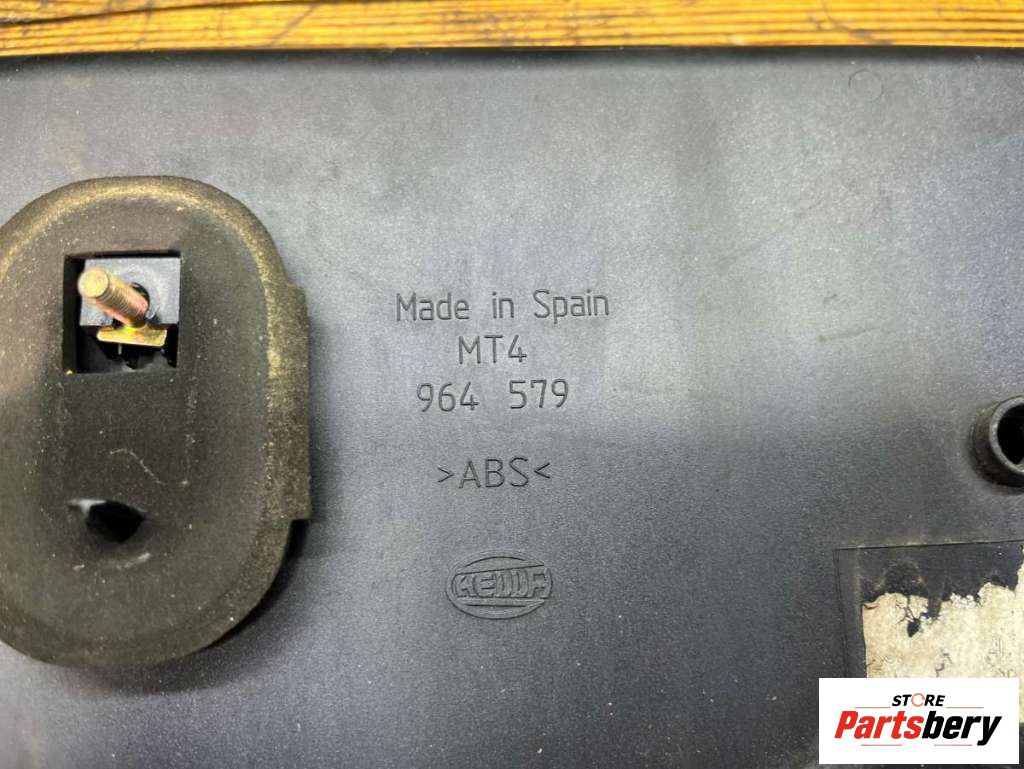 Made in Spain
MT4
964 579
>ABS<
HELLA
STORE
Partsbery